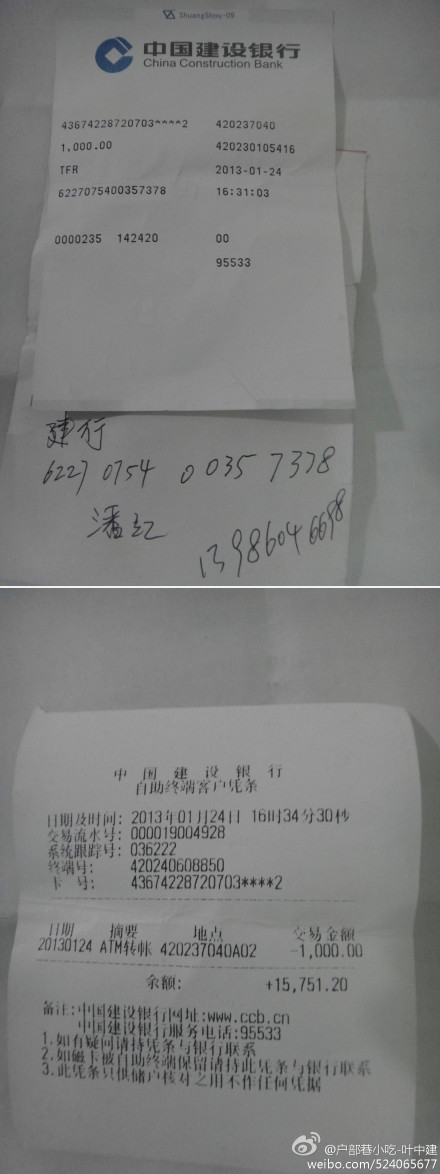 ShuangShou-09
中国建设银行
China Construction Bank
43674228720703****2 420237040
1,000.00 420230105416
TFR 2013-01-24
6227075400357378 16:31:03
0000235 142420 00
95533
建行
6227 0754 0035 7378
潘红
13986046698
中国建设银行
自助终端客户凭条
日期及时间: 2013年01月24日 16时34分30秒
交易流水号: 000019004928
系统跟踪号: 036222
终端号: 420240608850
卡 号: 43674228720703****2
日期 摘要 地点 交易金额
20130124 ATM转帐 420237040A02 -1,000.00
余额: +15,751.20
备注:中国建设银行网址:www.ccb.cn
中国建设银行服务电话:95533
1.如有疑问请持凭条与银行联系
2.如磁卡被自助终端保留请持此凭条与银行联系
3.此凭条只供储户核对之用不作任何凭据
@户部巷小吃-叶中建
weibo.com/524065677